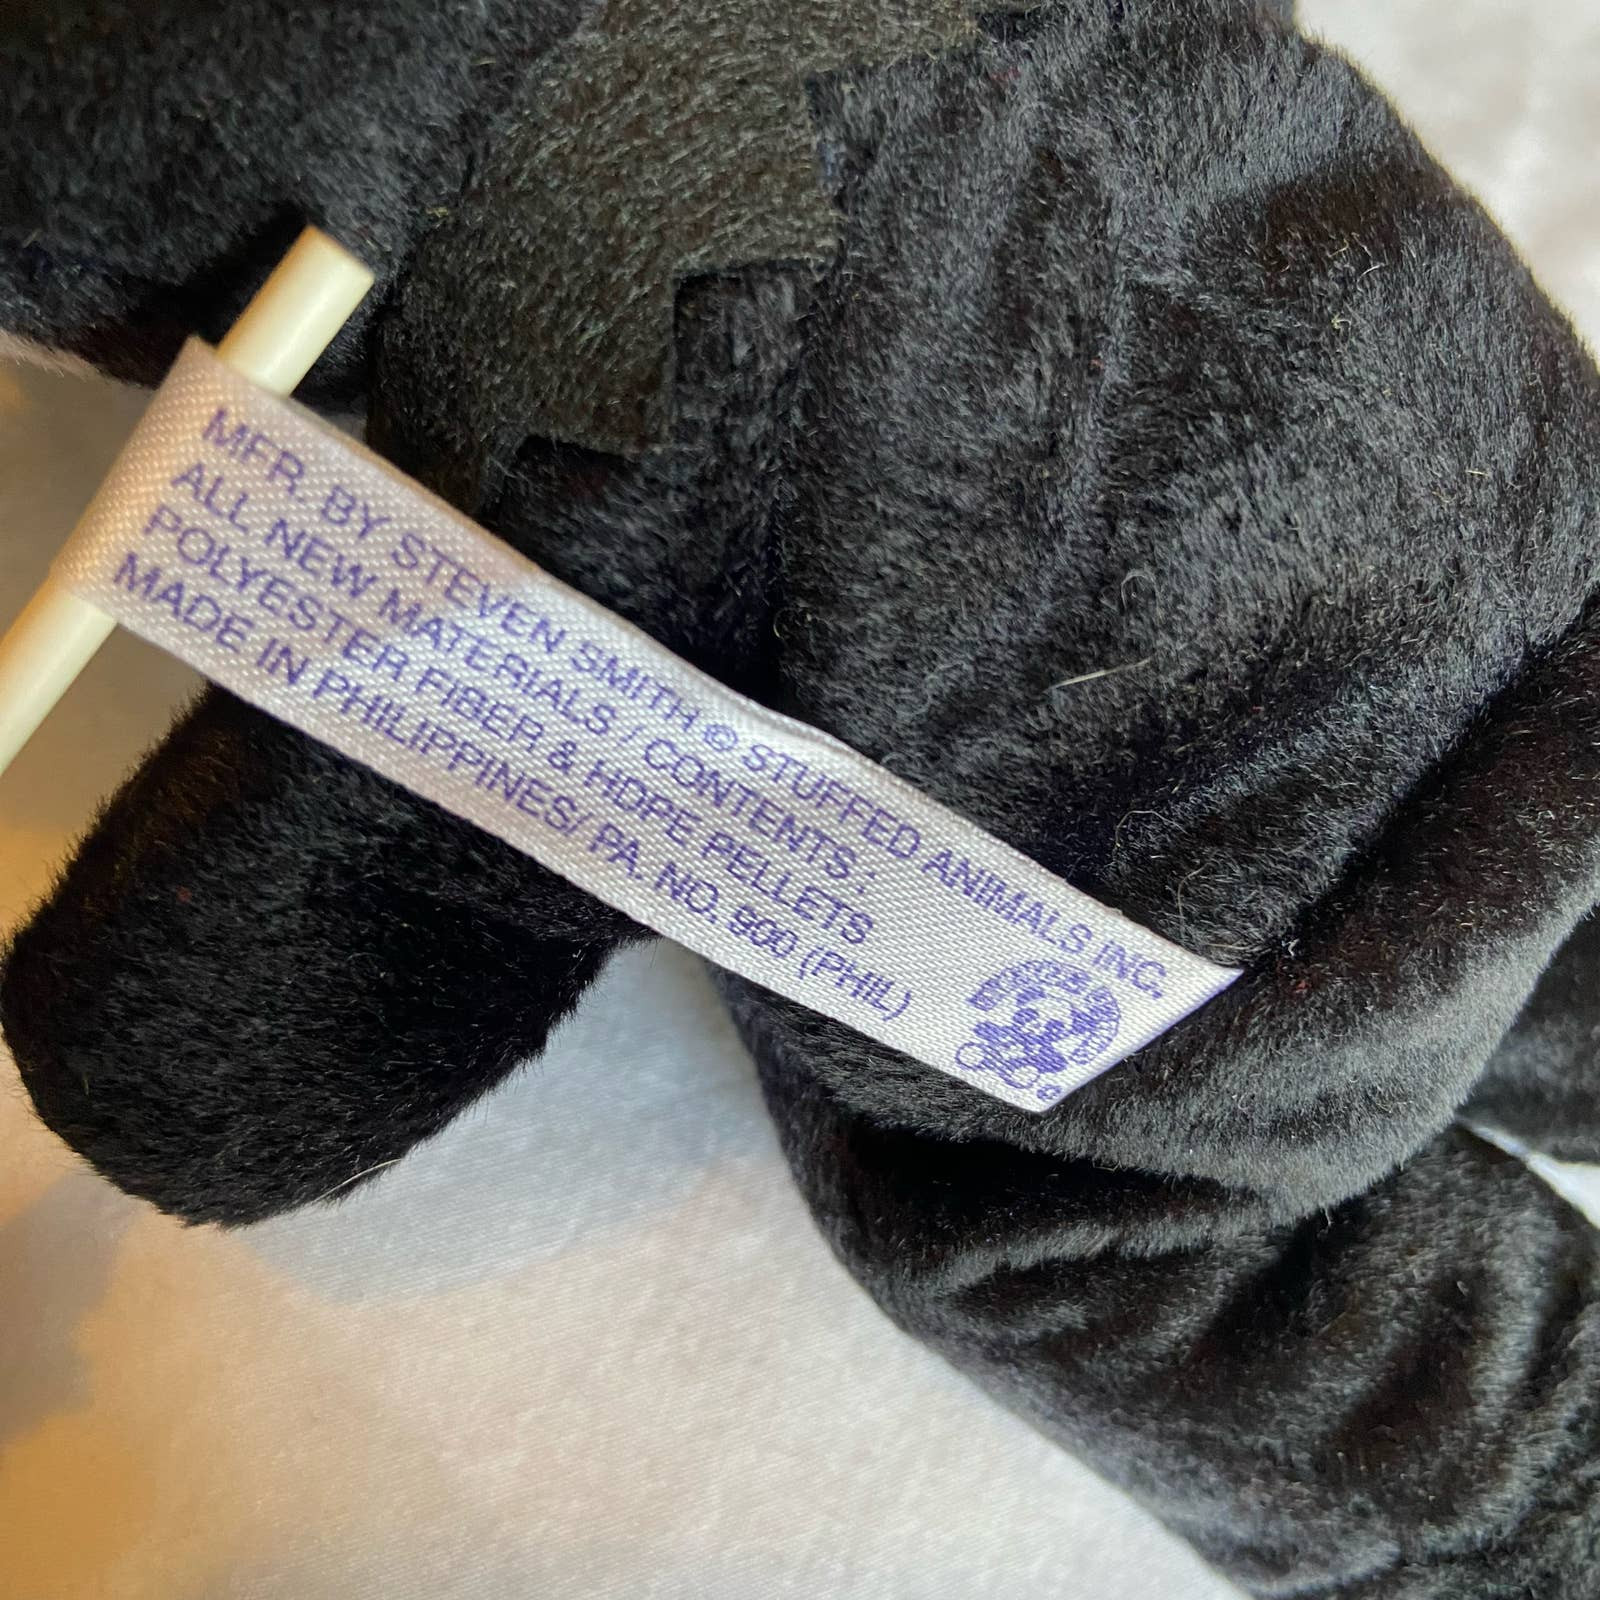 MFR. BY STEVEN SMITH © STUFFED ANIMALS INC.
ALL NEW MATERIALS / CONTENTS :
POLYESTER FIBER & HDPE PELLETS
MADE IN PHILIPPINES/ PA. NO. 900 (PHIL)